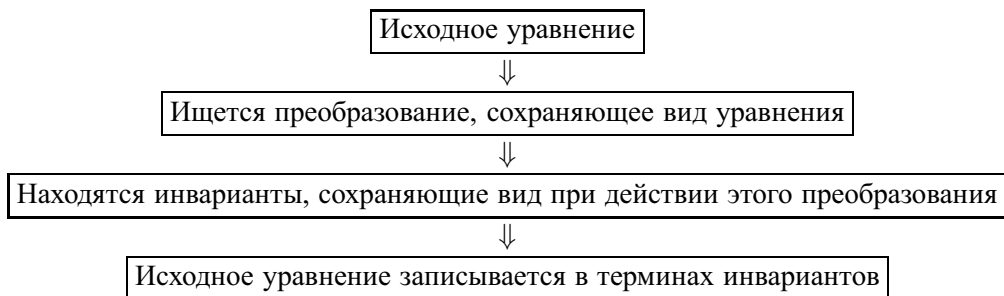 Исходное уравнение
⇓
Ищется преобразование, сохраняющее вид уравнения
⇓
Находятся инварианты, сохраняющие вид при действии этого преобразования
⇓
Исходное уравнение записывается в терминах инвариантов